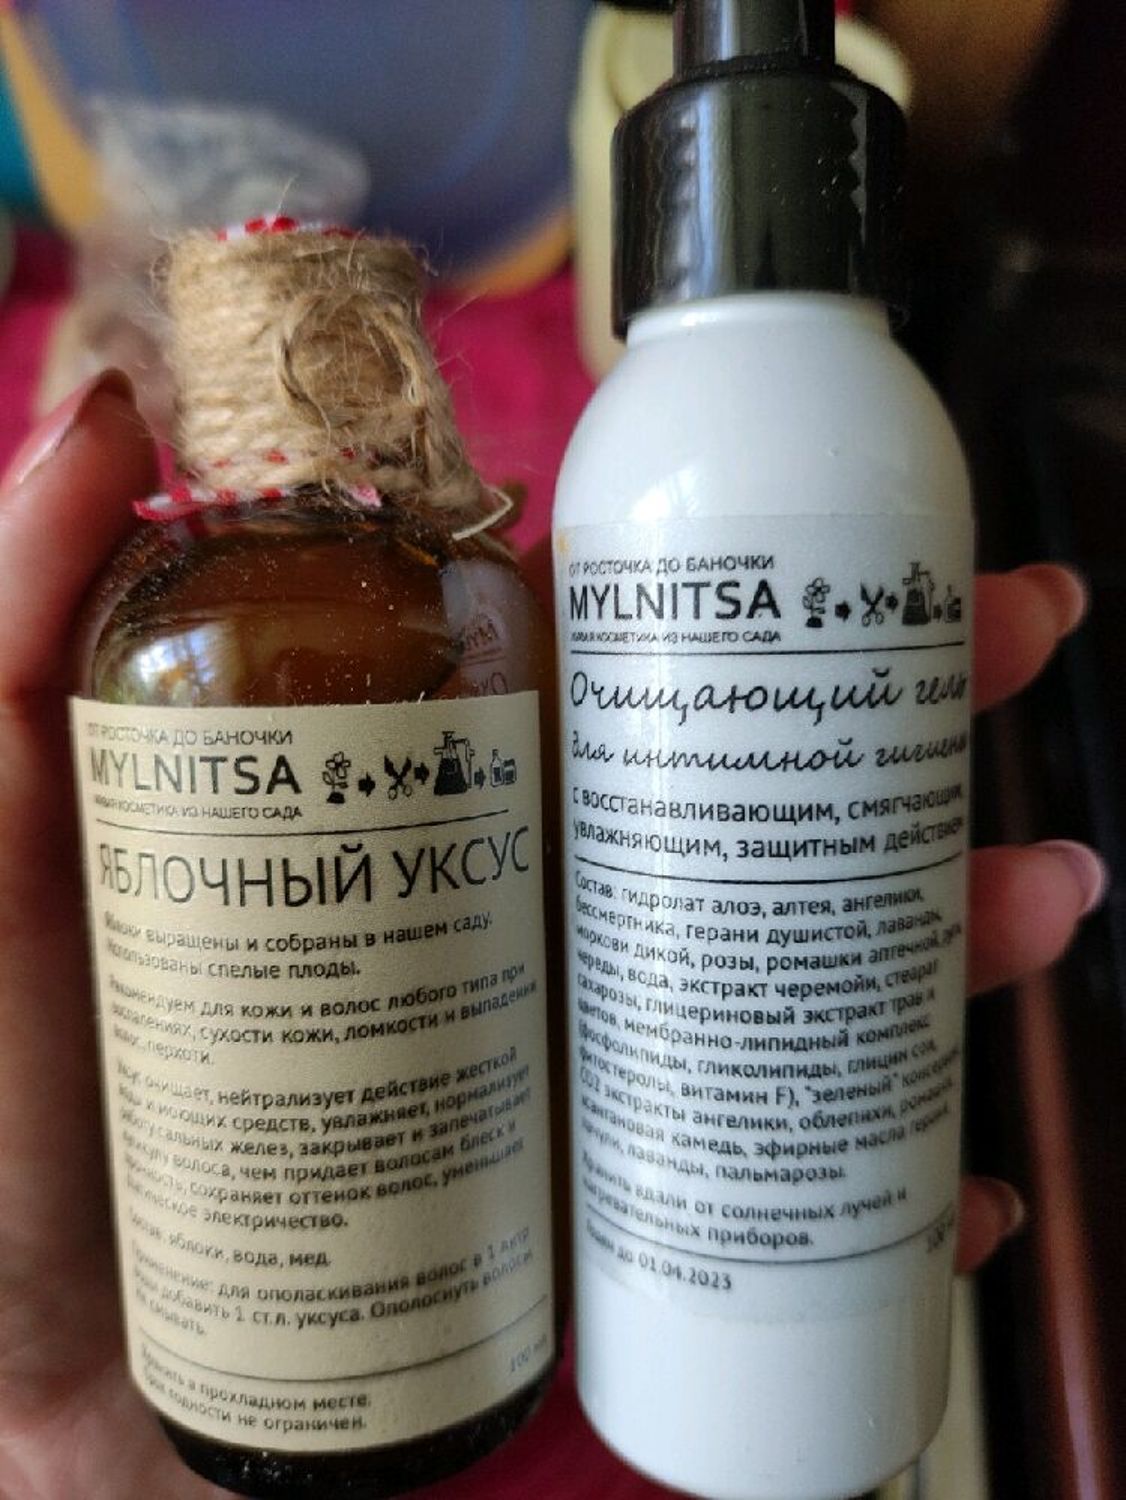 ОТ РОСТОЧКА ДО БАНОЧКИ
MYLNITSA
ЖИВАЯ КОСМЕТИКА ИЗ НАШЕГО САДА
ЯБЛОЧНЫЙ УКСУС
Яблоки выращены и собраны в нашем саду.
Использованы спелые плоды.
Рекомендуем для кожи и волос любого типа при
воспалениях, сухости кожи, ломкости и выпадении
волос, перхоти.
Уксус очищает, нейтрализует действие жесткой
воды и моющих средств, увлажняет, нормализует
работу сальных желез, закрывает и запечатывает
кутикулу волоса, чем придает волосам блеск и
сохраняет оттенок волос, уменьшает
статическое электричество.
Состав: яблоки, вода, мед.
Применение: для ополаскивания волос в 1 литр
воды добавить 1 ст.л. уксуса. Ополоснуть волосы,
не смывать.
100 мл
Хранить в прохладном месте.
Срок годности не ограничен.
ОТ РОСТОЧКА ДО БАНОЧКИ
MYLNITSA
ЖИВАЯ КОСМЕТИКА ИЗ НАШЕГО САДА
Очищающий гель
для интимной гигиены
с восстанавливающим, смягчающим,
увлажняющим, защитным действием
Состав: гидролат алоэ, алтея, ангелики,
бессмертника, герани душистой, лаванды,
моркови дикой, розы, ромашки аптечной,
череды, вода, экстракт черемойи, стеарат
сахарозы, глицериновый экстракт трав и
цветов, мембранно-липидный комплекс
(фосфолипиды, гликолипиды, глицин соя,
фитостеролы, витамин F), "зеленый"
CO2 экстракты ангелики, облепихи, ромашки,
ксантановая камедь, эфирные масла герани,
пачули, лаванды, пальмарозы.
Хранить вдали от солнечных лучей и
нагревательных приборов.
100
Годен до 01.04.2023